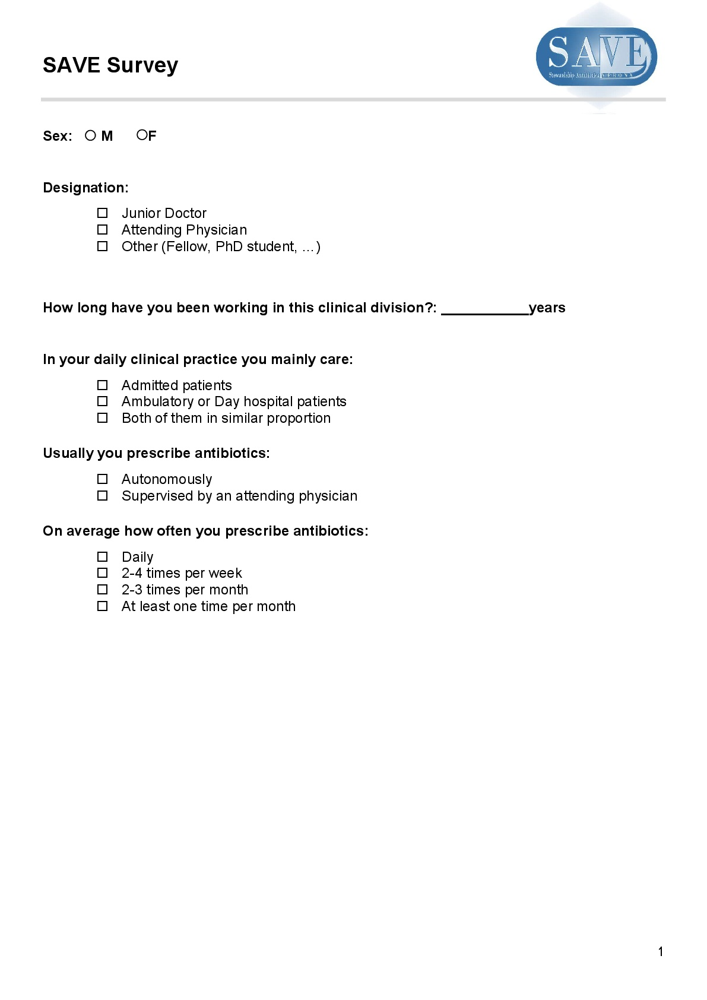 SAVE
Stewardship Antibiotics VERONA
SAVE Survey
Sex: ○ M ○F
Designation:
☐ Junior Doctor
☐ Attending Physician
☐ Other (Fellow, PhD student, …)
How long have you been working in this clinical division?: ___________years
In your daily clinical practice you mainly care:
☐ Admitted patients
☐ Ambulatory or Day hospital patients
☐ Both of them in similar proportion
Usually you prescribe antibiotics:
☐ Autonomously
☐ Supervised by an attending physician
On average how often you prescribe antibiotics:
☐ Daily
☐ 2-4 times per week
☐ 2-3 times per month
☐ At least one time per month
1